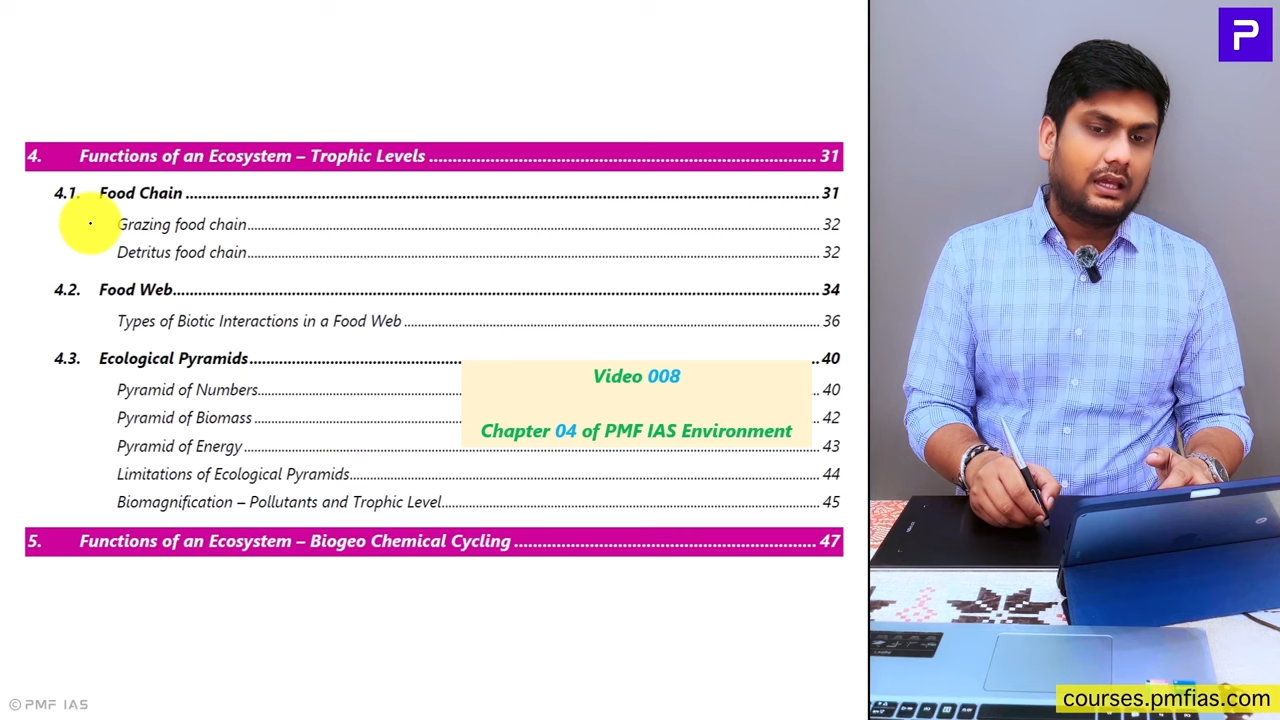 4. Functions of an Ecosystem – Trophic Levels ........ 31
4.1. Food Chain ........ 31
Grazing food chain ........ 32
Detritus food chain ........ 32
4.2. Food Web ........ 34
Types of Biotic Interactions in a Food Web ........ 36
4.3. Ecological Pyramids ........ 40
Pyramid of Numbers ........ 40
Pyramid of Biomass ........ 42
Pyramid of Energy ........ 43
Limitations of Ecological Pyramids ........ 44
Biomagnification – Pollutants and Trophic Level ........ 45
5. Functions of an Ecosystem – Biogeo Chemical Cycling ........ 47
Video 008
Chapter 04 of PMF IAS Environment
© PMF IAS
P
courses.pmfias.com